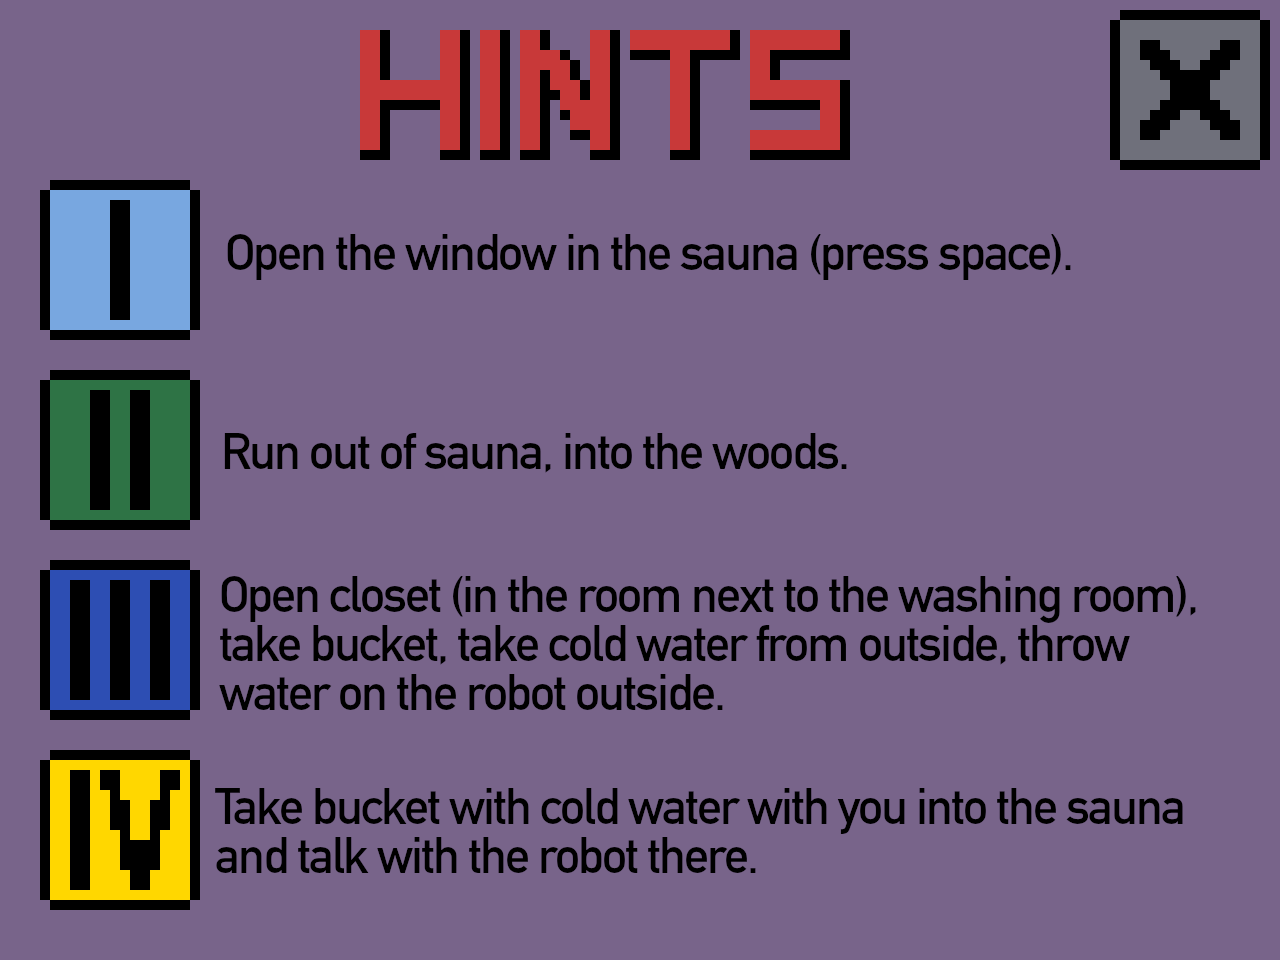 HINTS
X
I
Open the window in the sauna (press space).
II
Run out of sauna, into the woods.
III
Open closet (in the room next to the washing room),
take bucket, take cold water from outside, throw
water on the robot outside.
IV
Take bucket with cold water with you into the sauna
and talk with the robot there.